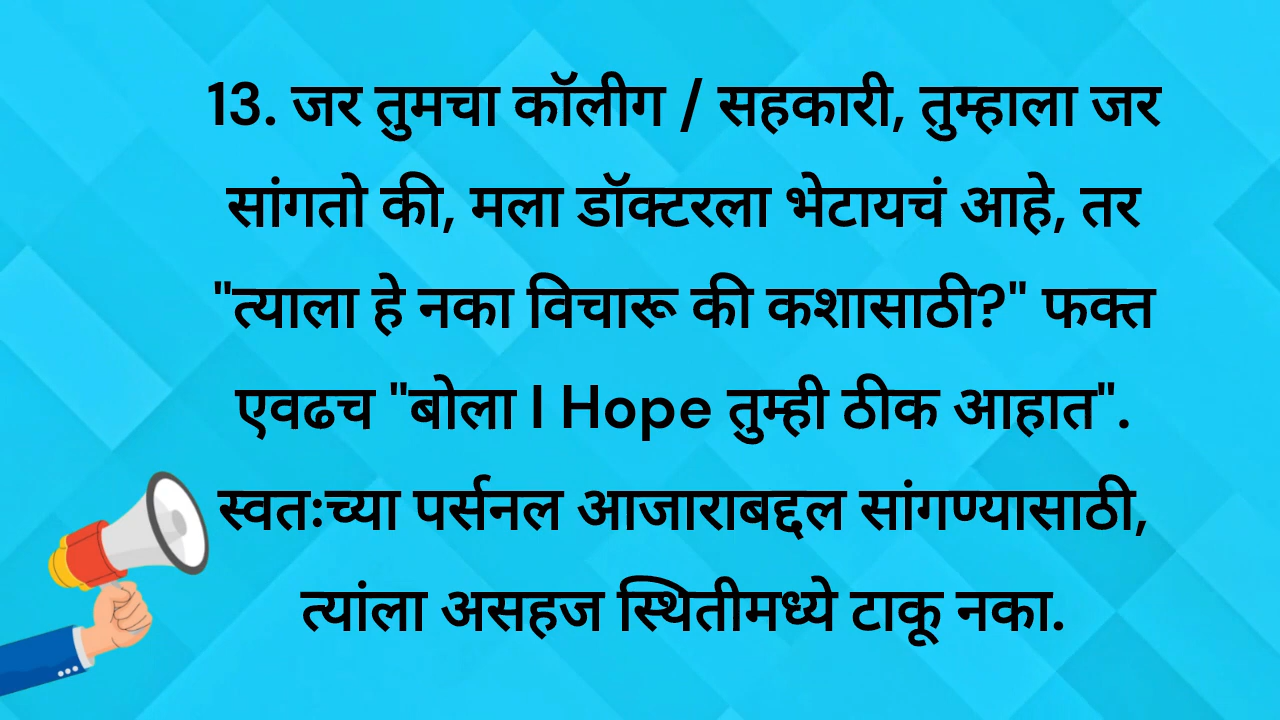 13. जर तुमचा कॉलीग / सहकारी, तुम्हाला जर
सांगतो की, मला डॉक्टरला भेटायचं आहे, तर
"त्याला हे नका विचारू की कशासाठी?" फक्त
एवढच "बोला I Hope तुम्ही ठीक आहात".
स्वतःच्या पर्सनल आजाराबद्दल सांगण्यासाठी,
त्यांला असहज स्थितीमध्ये टाकू नका.